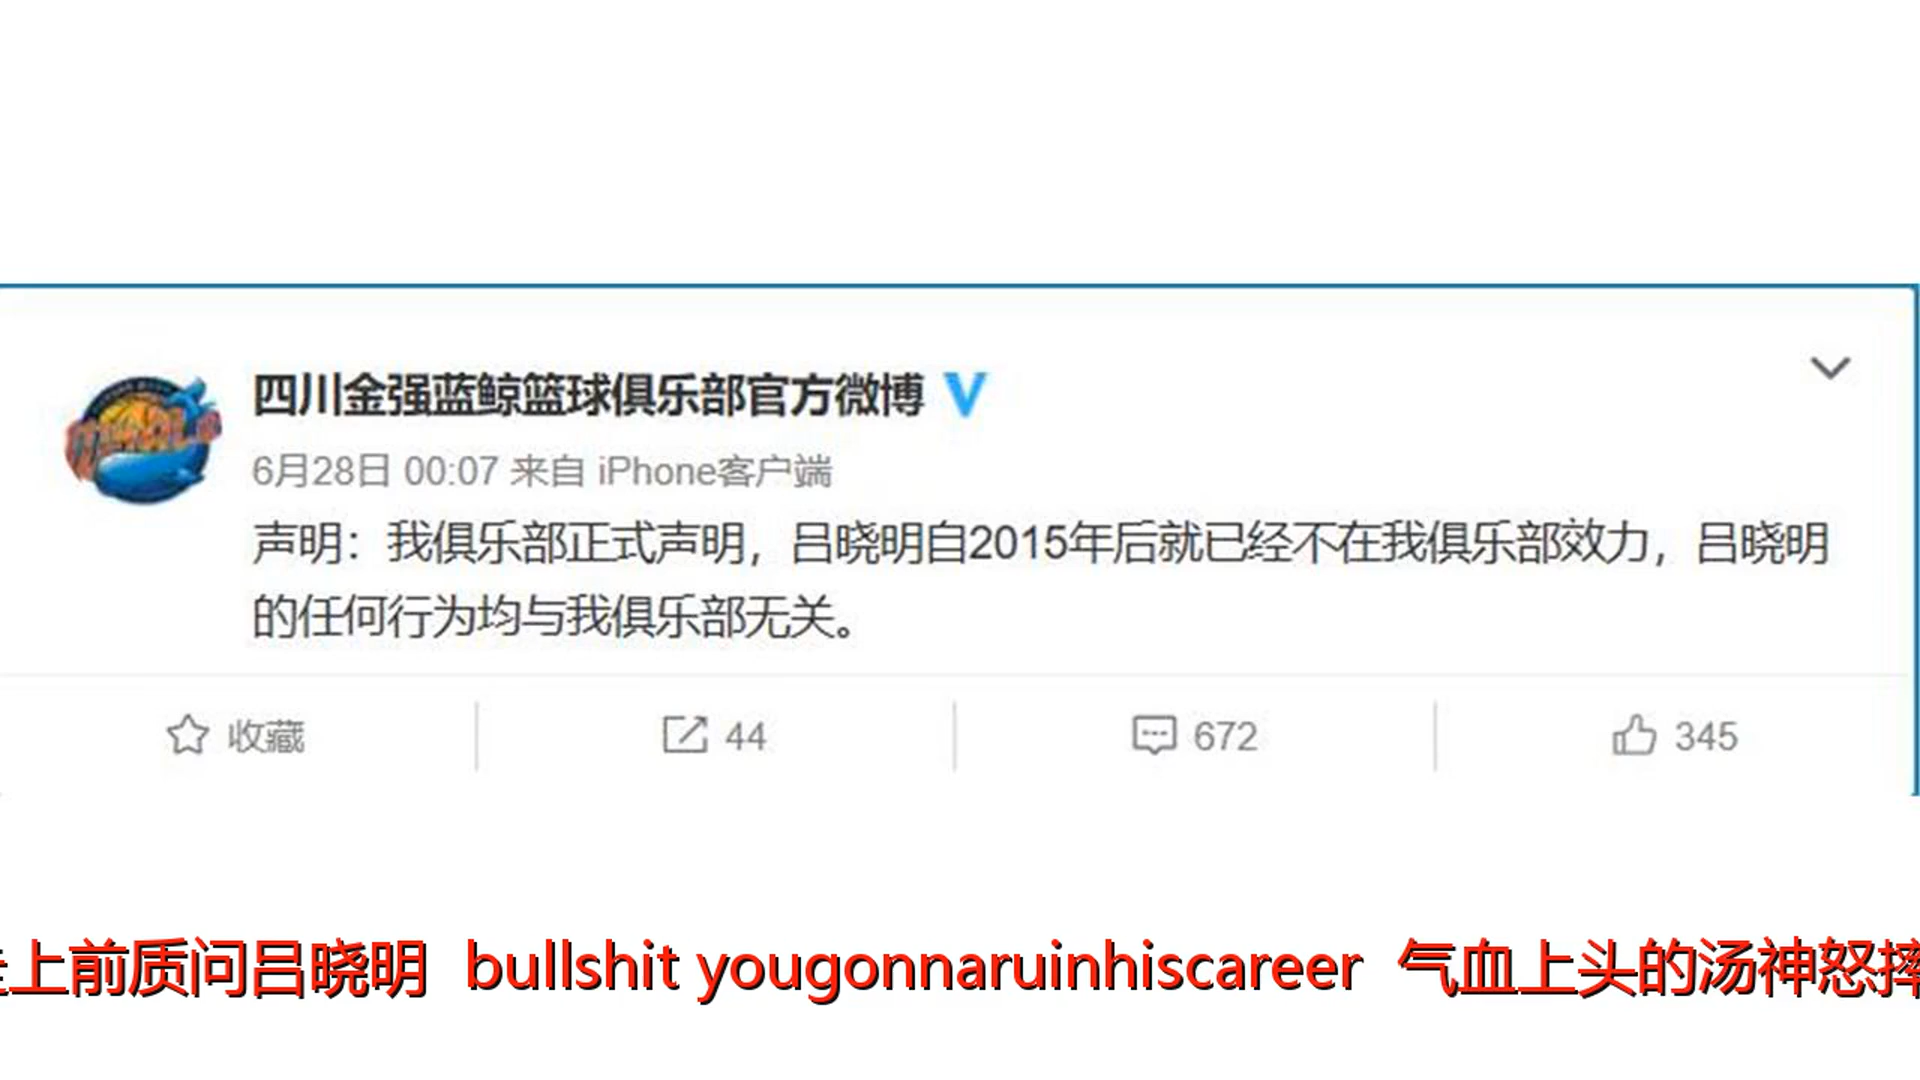 四川金强蓝鲸篮球俱乐部官方微博
6月28日 00:07 来自 iPhone客户端
声明：我俱乐部正式声明，吕晓明自2015年后就已经不在我俱乐部效力，吕晓明
的任何行为均与我俱乐部无关。
收藏 44 672 345
上前质问吕晓明 bullshit yougonnaruinhiscareer 气血上头的汤神怒摔